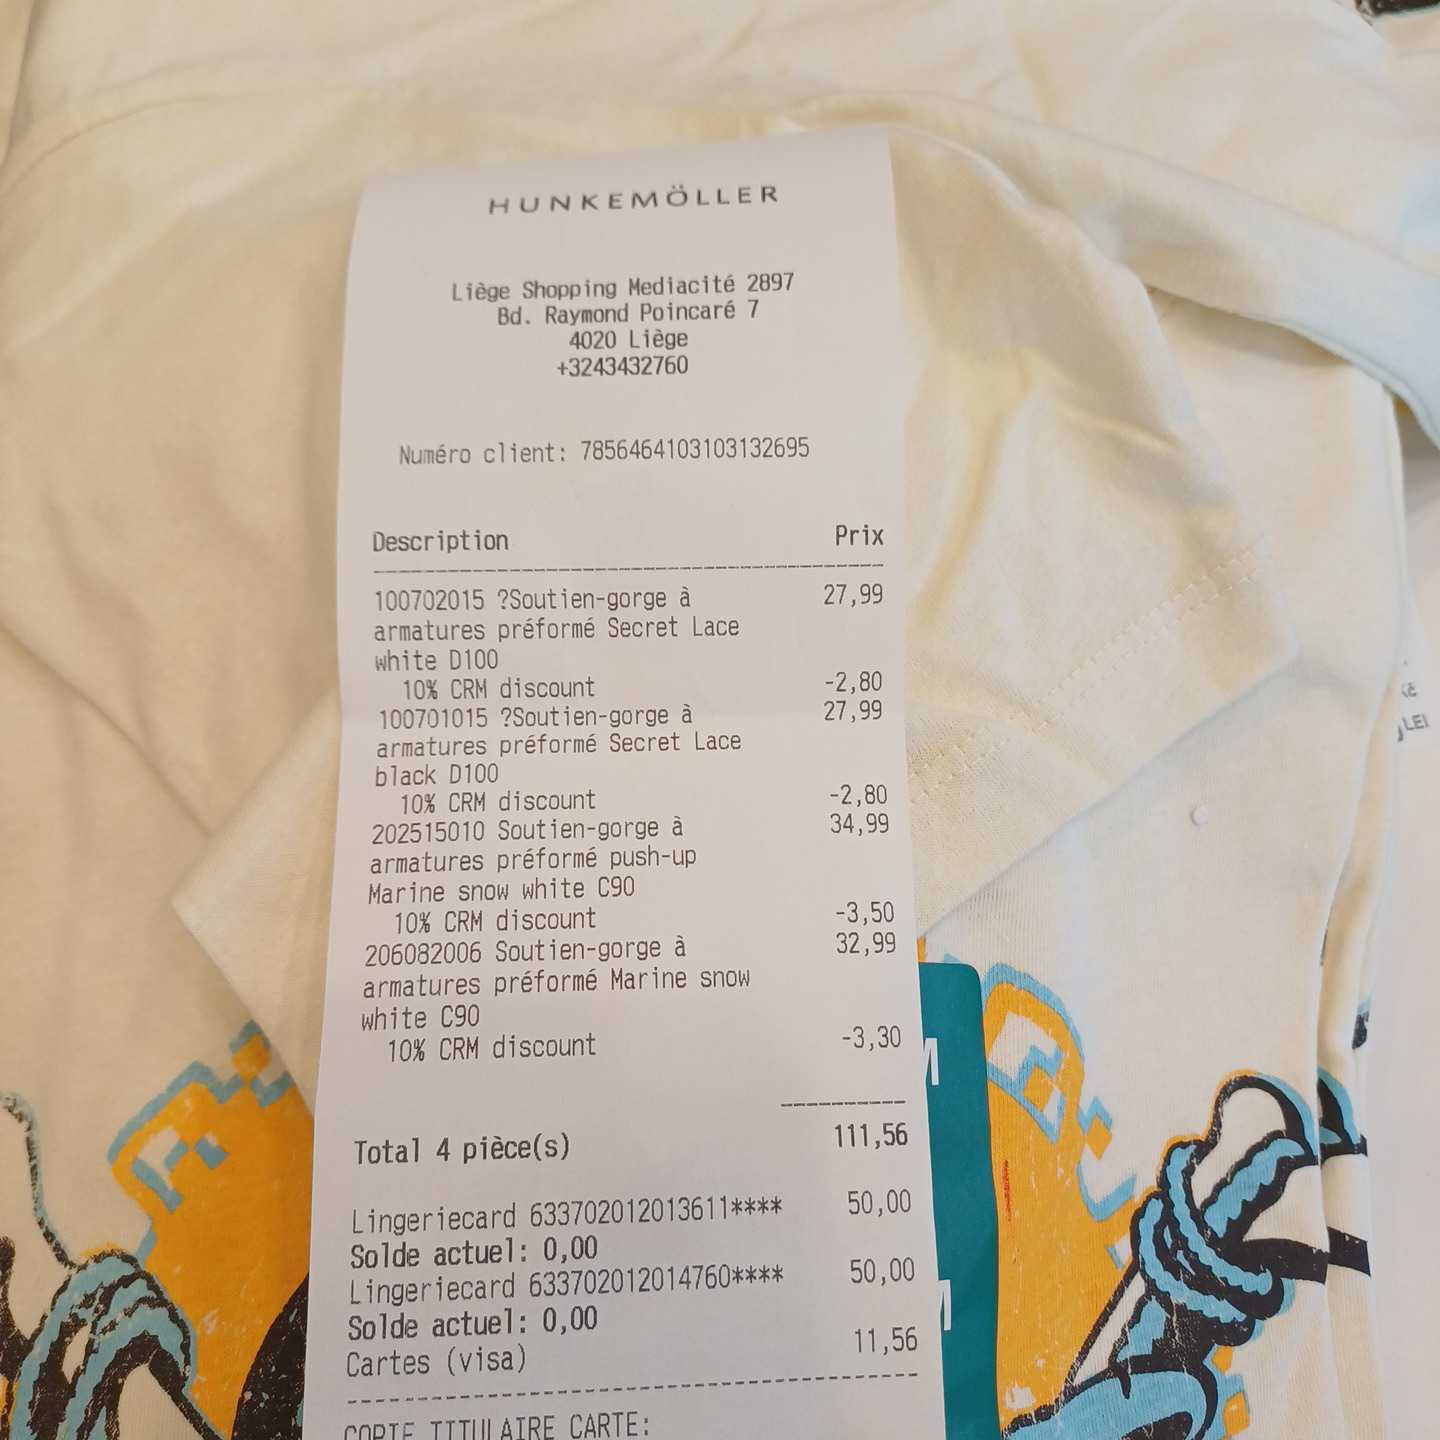 HUNKEMÖLLER
Liège Shopping Mediacité 2897
Bd. Raymond Poincaré 7
4020 Liège
+3243432760
Numéro client: 7856464103103132695
Description Prix
100702015 ?Soutien-gorge à 27,99
armatures préformé Secret Lace
white D100
10% CRM discount -2,80
100701015 ?Soutien-gorge à 27,99
armatures préformé Secret Lace
black D100
10% CRM discount -2,80
202515010 Soutien-gorge à 34,99
armatures préformé push-up
Marine snow white C90
10% CRM discount -3,50
206082006 Soutien-gorge à 32,99
armatures préformé Marine snow
white C90
10% CRM discount -3,30
Total 4 pièce(s) 111,56
Lingeriecard 633702012013611**** 50,00
Solde actuel: 0,00
Lingeriecard 633702012014760**** 50,00
Solde actuel: 0,00
Cartes (visa) 11,56
COPIE TITULAIRE CARTE:
M
M
Kč
LEI